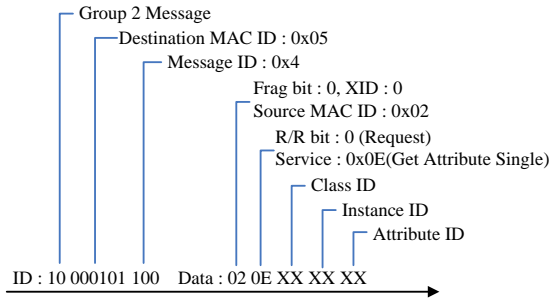 Group 2 Message
Destination MAC ID : 0x05
Message ID : 0x4
Frag bit : 0, XID : 0
Source MAC ID : 0x02
R/R bit : 0 (Request)
Service : 0x0E(Get Attribute Single)
Class ID
Instance ID
Attribute ID
ID : 10 000101 100 Data : 02 0E XX XX XX